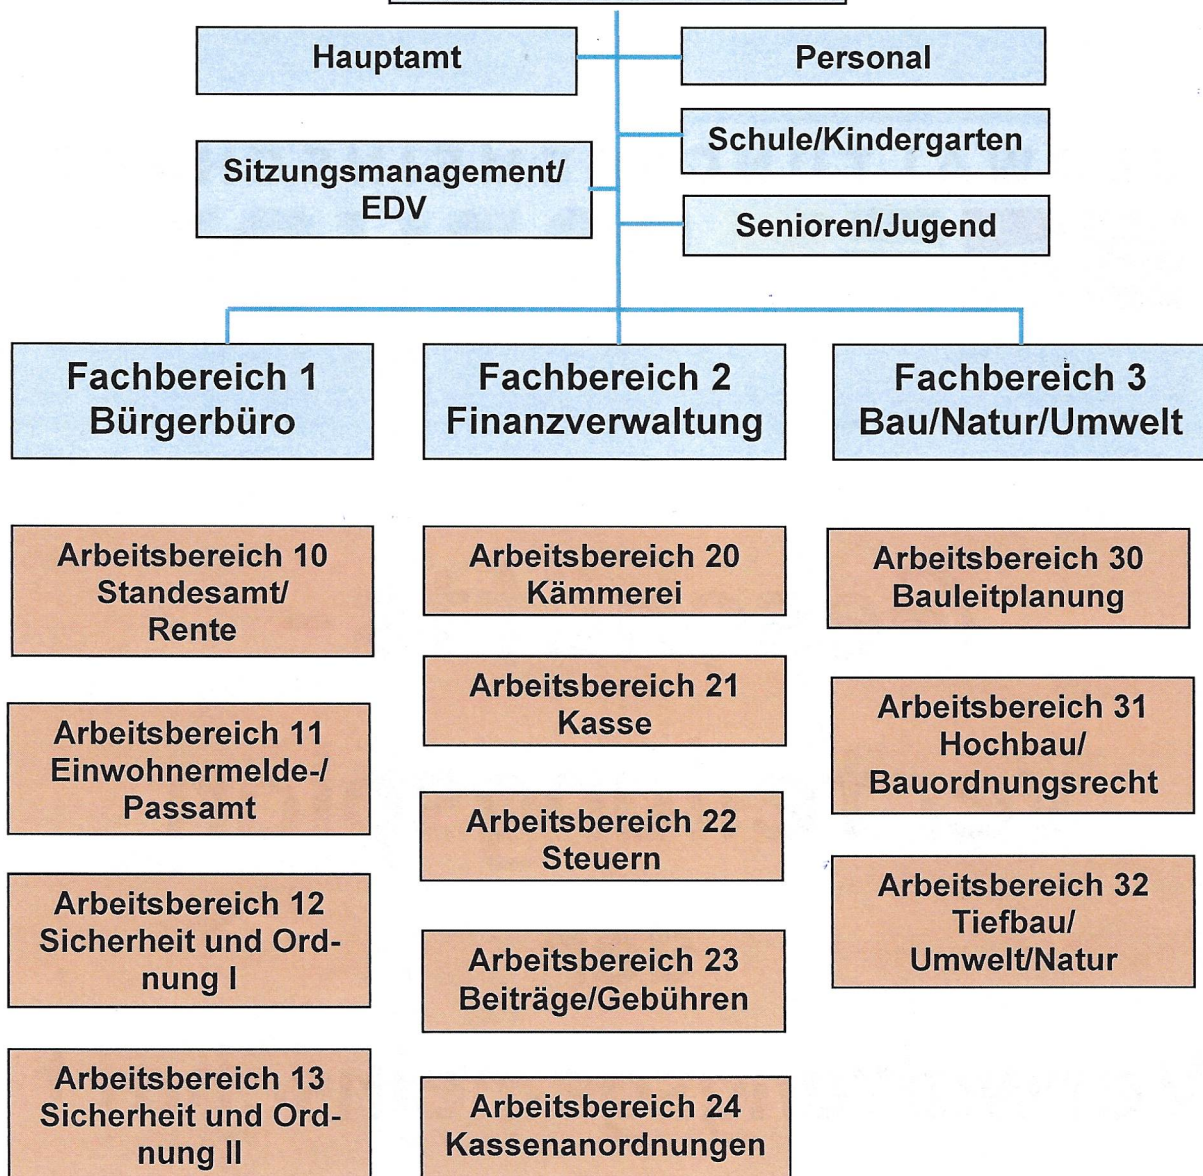 Hauptamt
Personal
Schule/Kindergarten
Sitzungsmanagement/
EDV
Senioren/Jugend
Fachbereich 1
Bürgerbüro
Fachbereich 2
Finanzverwaltung
Fachbereich 3
Bau/Natur/Umwelt
Arbeitsbereich 10
Standesamt/
Rente
Arbeitsbereich 11
Einwohnermelde-/
Passamt
Arbeitsbereich 12
Sicherheit und Ord-
nung I
Arbeitsbereich 13
Sicherheit und Ord-
nung II
Arbeitsbereich 20
Kämmerei
Arbeitsbereich 21
Kasse
Arbeitsbereich 22
Steuern
Arbeitsbereich 23
Beiträge/Gebühren
Arbeitsbereich 24
Kassenanordnungen
Arbeitsbereich 30
Bauleitplanung
Arbeitsbereich 31
Hochbau/
Bauordnungsrecht
Arbeitsbereich 32
Tiefbau/
Umwelt/Natur